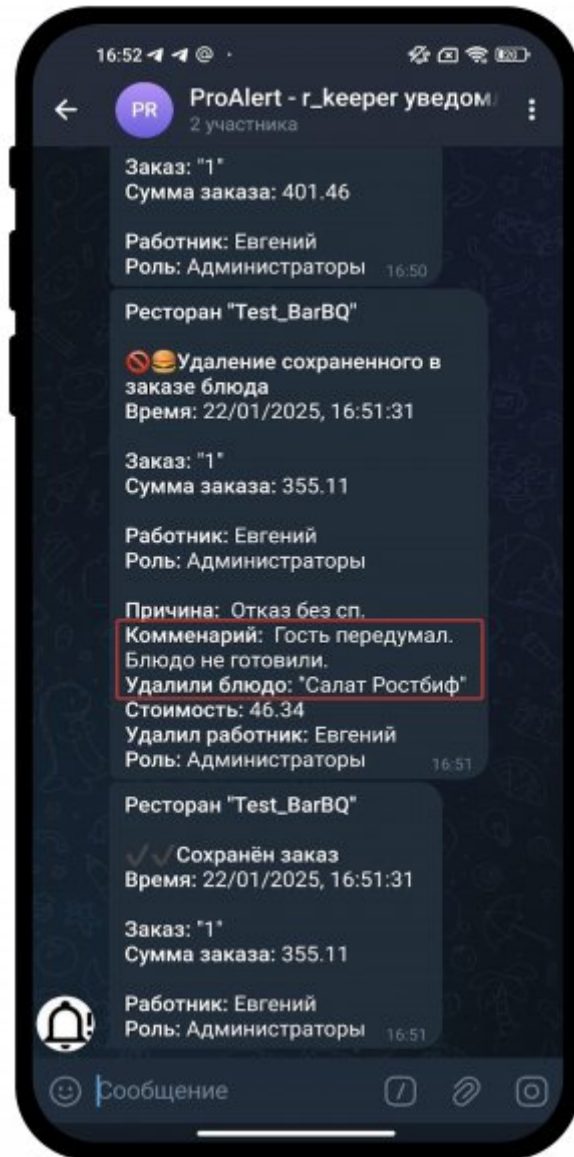 16:52
20
PR
ProAlert - r_keeper уведом
2 участника
Заказ: "1"
Сумма заказа: 401.46
Работник: Евгений
Роль: Администраторы 16:50
Ресторан "Test_BarBQ"
Удаление сохраненного в
заказе блюда
Время: 22/01/2025, 16:51:31
Заказ: "1"
Сумма заказа: 355.11
Работник: Евгений
Роль: Администраторы
Причина: Отказ без сп.
Комменарий: Гость передумал.
Блюдо не готовили.
Удалили блюдо: "Салат Ростбиф"
Стоимость: 46.34
Удалил работник: Евгений
Роль: Администраторы 16:51
Ресторан "Test_BarBQ"
Сохранён заказ
Время: 22/01/2025, 16:51:31
Заказ: "1"
Сумма заказа: 355.11
Работник: Евгений
Роль: Администраторы 16:51
Сообщение